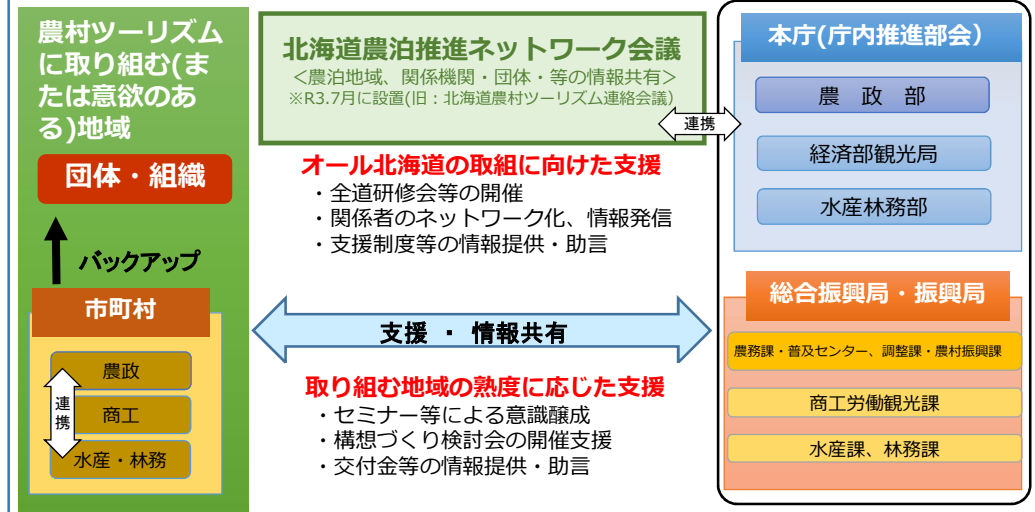 農村ツーリズム
に取り組む(ま
たは意欲のあ
る)地域
団体・組織
バックアップ
市町村
農政
商工
水産・林務
連
携
北海道農泊推進ネットワーク会議
＜農泊地域、関係機関・団体・等の情報共有＞
※R3.7月に設置(旧：北海道農村ツーリズム連絡会議)
連携
オール北海道の取組に向けた支援
・全道研修会等の開催
・関係者のネットワーク化、情報発信
・支援制度等の情報提供・助言
支援 ・ 情報共有
取り組む地域の熟度に応じた支援
・セミナー等による意識醸成
・構想づくり検討会の開催支援
・交付金等の情報提供・助言
本庁(庁内推進部会）
農 政 部
経済部観光局
水産林務部
総合振興局・振興局
農務課・普及センター、調整課・農村振興課
商工労働観光課
水産課、林務課